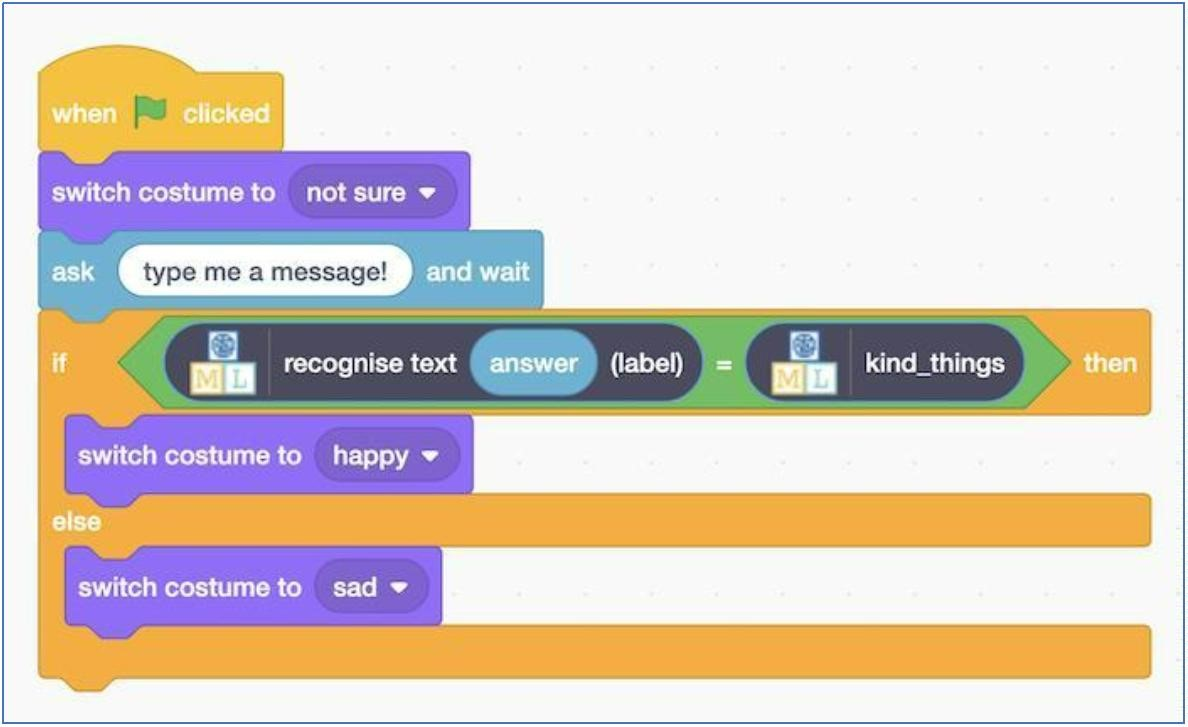 when clicked
switch costume to not sure
ask type me a message! and wait
if M L recognise text answer (label) = M L kind_things then
switch costume to happy
else
switch costume to sad